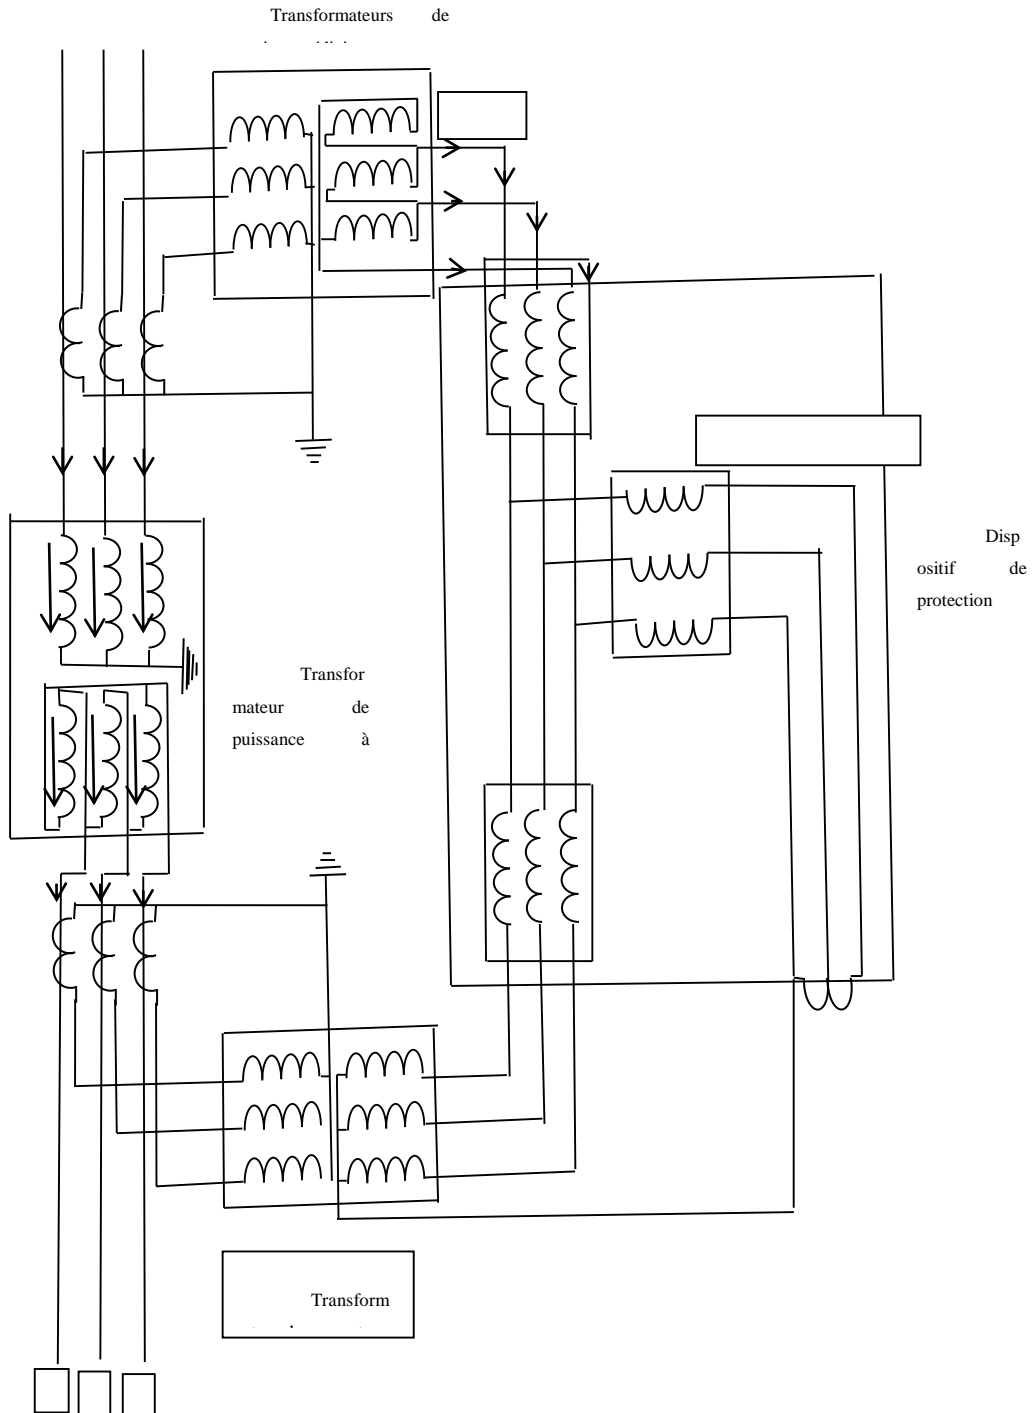 Transformateurs de
Disp
ositif de
protection
Transfor
mateur de
puissance à
Transform